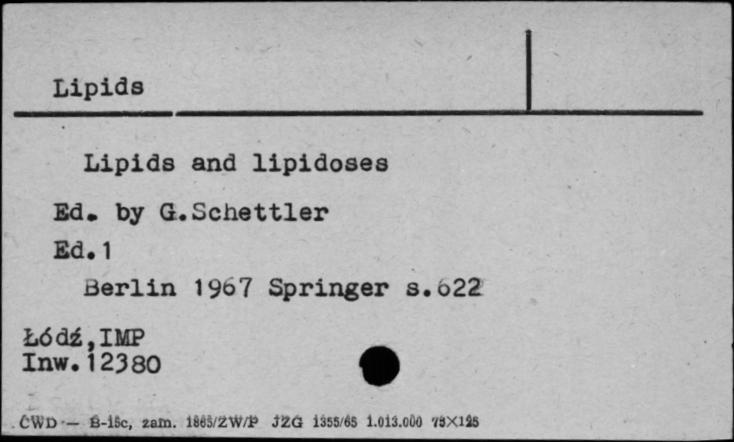 Lipids
Lipids and lipidoses
Ed. by G.Schettler
Ed.1
Berlin 1967 Springer s.622
Łódź,IMP
Inw.12380
ĆWD — B-15c, zam. 1865/ZW/P JZG 1355/65 1.013.000 75X125